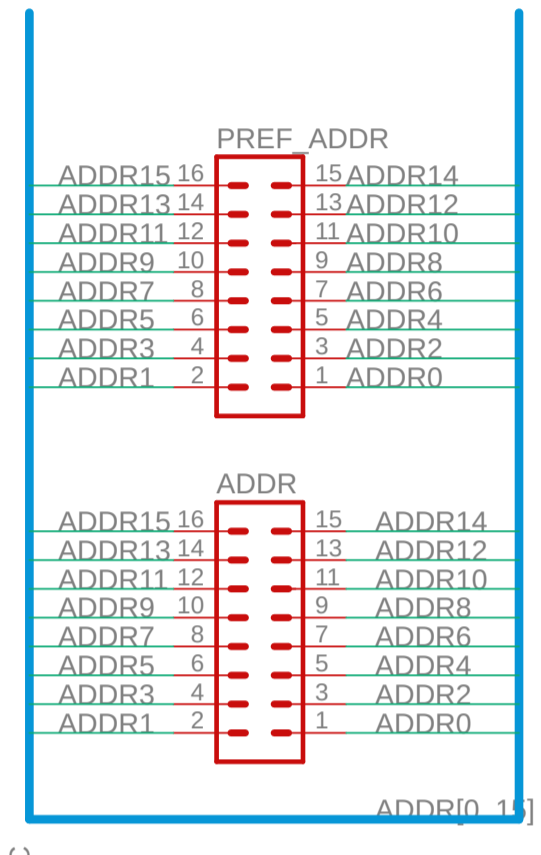 PREF_ADDR
ADDR15 16 15 ADDR14
ADDR13 14 13 ADDR12
ADDR11 12 11 ADDR10
ADDR9 10 9 ADDR8
ADDR7 8 7 ADDR6
ADDR5 6 5 ADDR4
ADDR3 4 3 ADDR2
ADDR1 2 1 ADDR0
ADDR
ADDR15 16 15 ADDR14
ADDR13 14 13 ADDR12
ADDR11 12 11 ADDR10
ADDR9 10 9 ADDR8
ADDR7 8 7 ADDR6
ADDR5 6 5 ADDR4
ADDR3 4 3 ADDR2
ADDR1 2 1 ADDR0
ADDR[0..15]